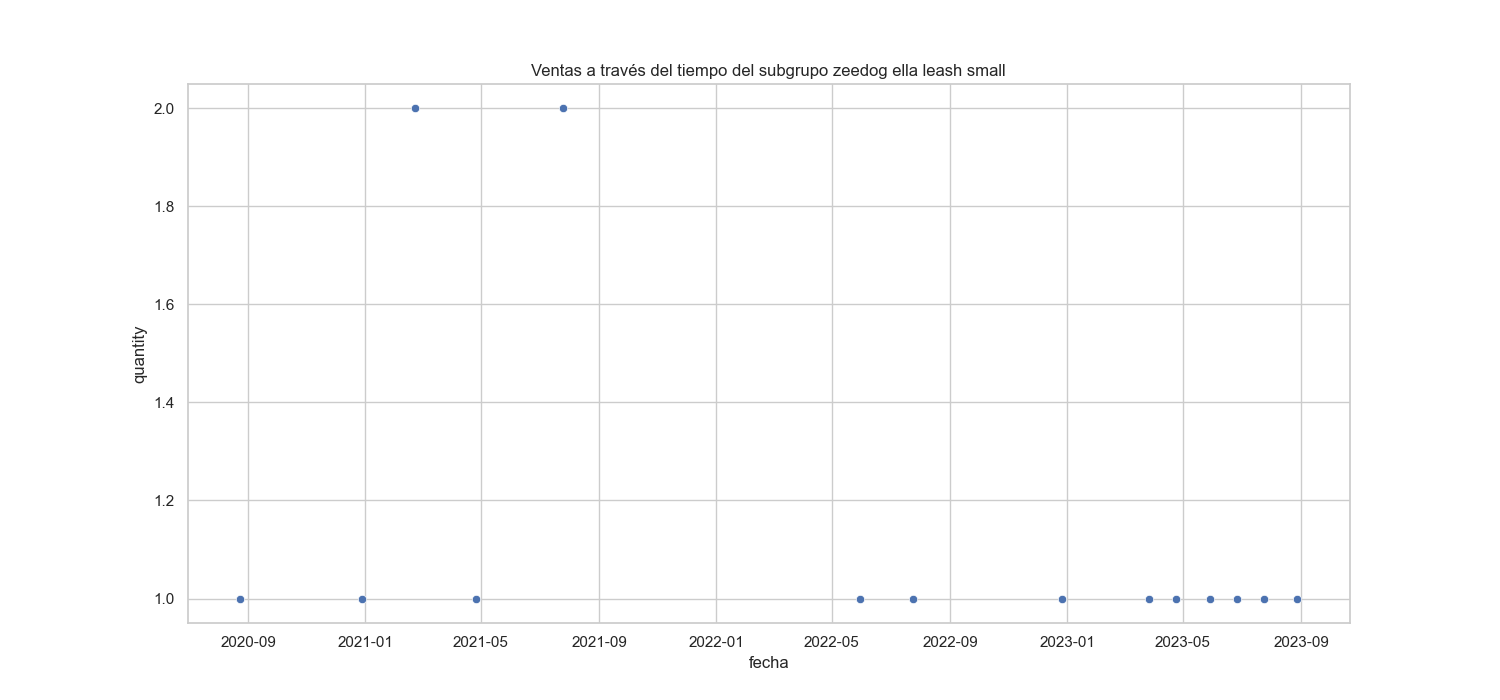 Ventas a través del tiempo del subgrupo zeedog ella leash small
2.0
1.8
1.6
1.4
1.2
1.0
quantity
2020-09 2021-01 2021-05 2021-09 2022-01 2022-05 2022-09 2023-01 2023-05 2023-09
fecha